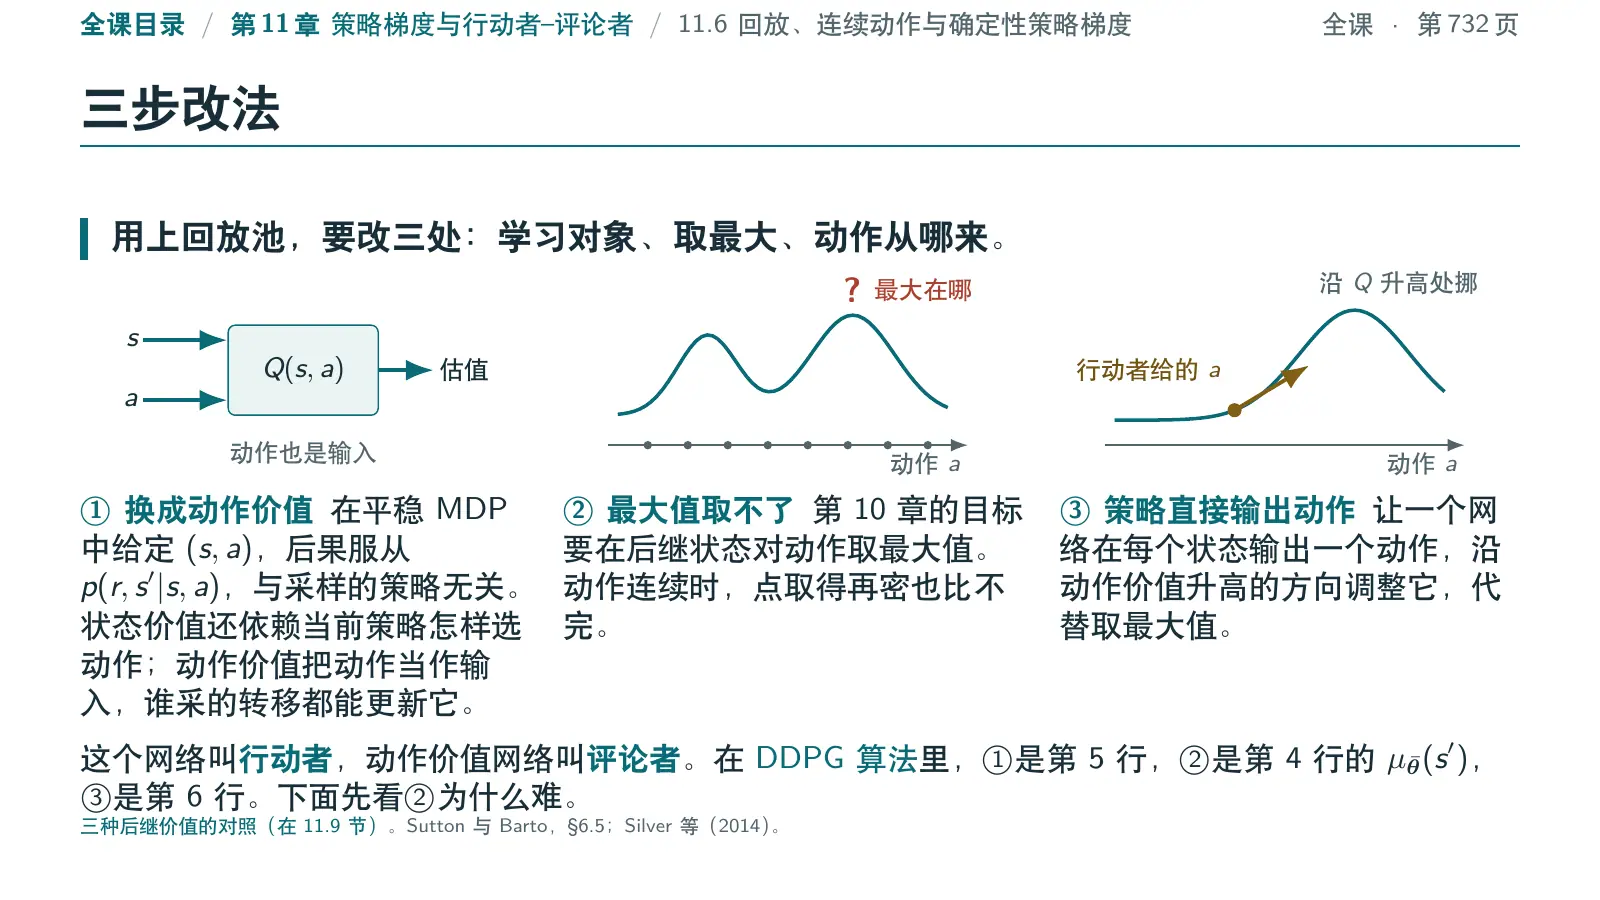 全课目录 / 第 11 章 策略梯度与行动者–评论者 / 11.6 回放、连续动作与确定性策略梯度 全课 · 第 732 页
三步改法
用上回放池，要改三处：学习对象、取最大、动作从哪来。
s
a
Q(s, a)
估值
动作也是输入
? 最大在哪
动作 a
沿 Q 升高处挪
行动者给的 a
动作 a
① 换成动作价值 在平稳 MDP
中给定 (s, a)，后果服从
p(r, s′|s, a)，与采样的策略无关。
状态价值还依赖当前策略怎样选
动作；动作价值把动作当作输
入，谁采的转移都能更新它。
② 最大值取不了 第 10 章的目标
要在后继状态对动作取最大值。
动作连续时，点取得再密也比不
完。
③ 策略直接输出动作 让一个网
络在每个状态输出一个动作，沿
动作价值升高的方向调整它，代
替取最大值。
这个网络叫行动者，动作价值网络叫评论者。在 DDPG 算法里，①是第 5 行，②是第 4 行的 μ_θ̄(s′)，
③是第 6 行。下面先看②为什么难。
三种后继价值的对照（在 11.9 节）。Sutton 与 Barto，§6.5；Silver 等（2014）。